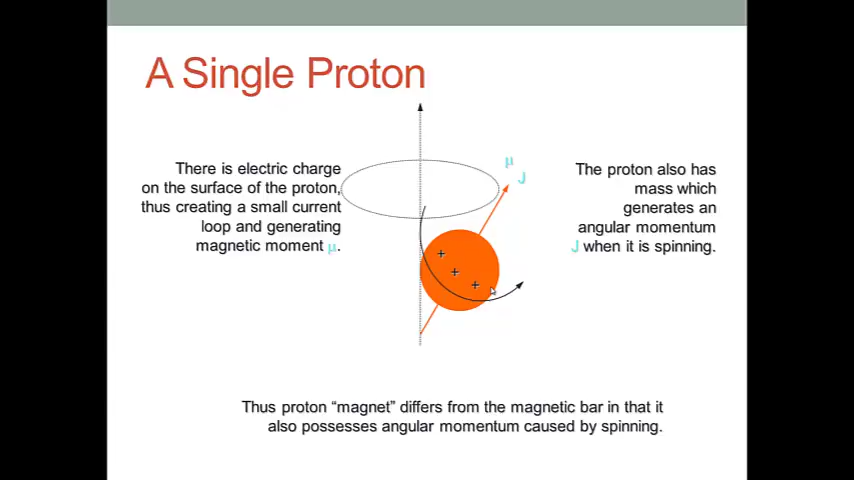 A Single Proton
There is electric charge
on the surface of the proton,
thus creating a small current
loop and generating
magnetic moment μ.
μ
J
+
+
+
The proton also has
mass which
generates an
angular momentum
J when it is spinning.
Thus proton “magnet” differs from the magnetic bar in that it
also possesses angular momentum caused by spinning.